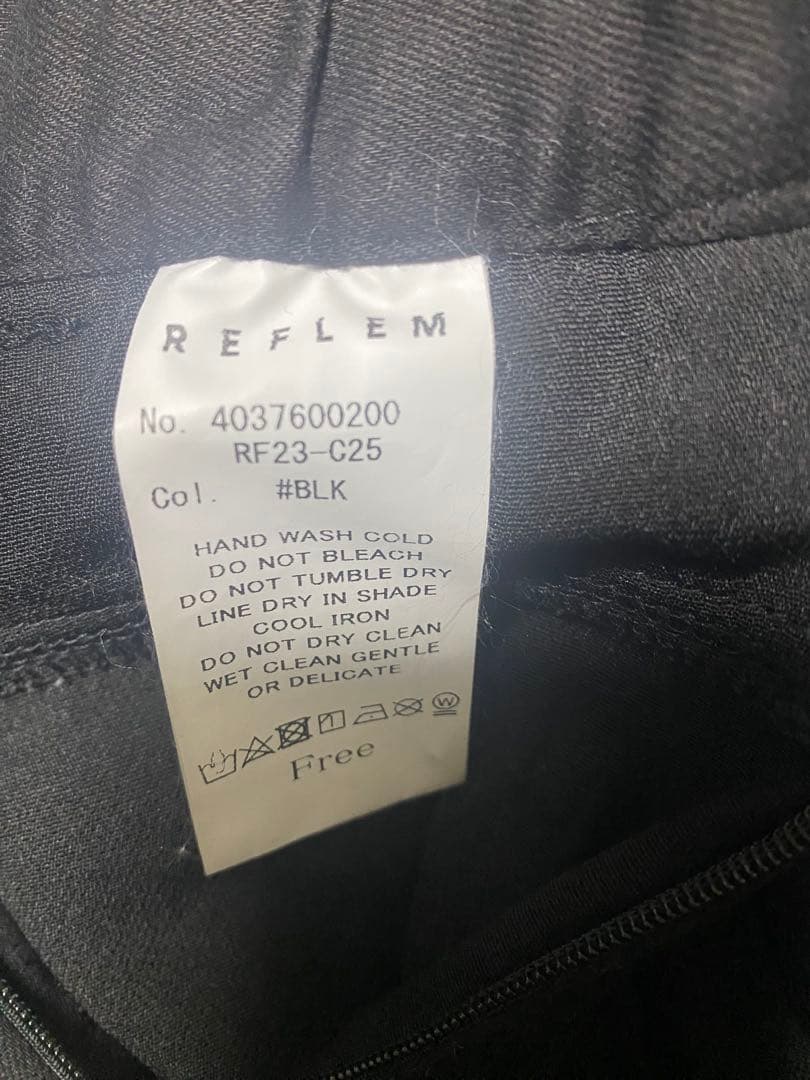 REFLEM
No. 4037600200
RF23-C25
Col. #BLK
HAND WASH COLD
DO NOT BLEACH
DO NOT TUMBLE DRY
LINE DRY IN SHADE
COOL IRON
DO NOT DRY CLEAN
WET CLEAN GENTLE
OR DELICATE
W
Free